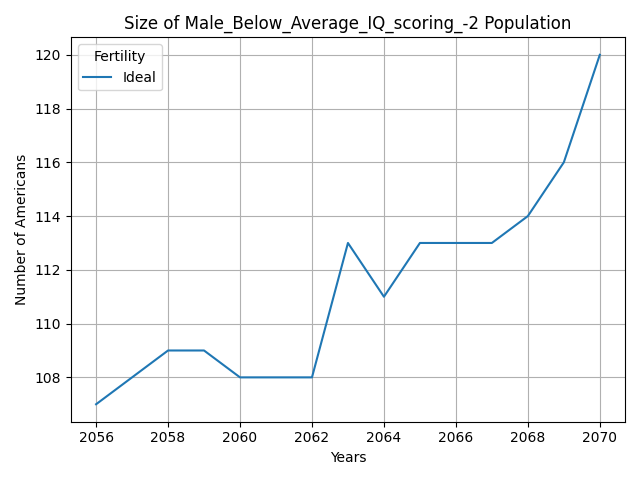 Size of Male_Below_Average_IQ_scoring_-2 Population
Fertility
Ideal
Number of Americans
120
118
116
114
112
110
108
2056 2058 2060 2062 2064 2066 2068 2070
Years